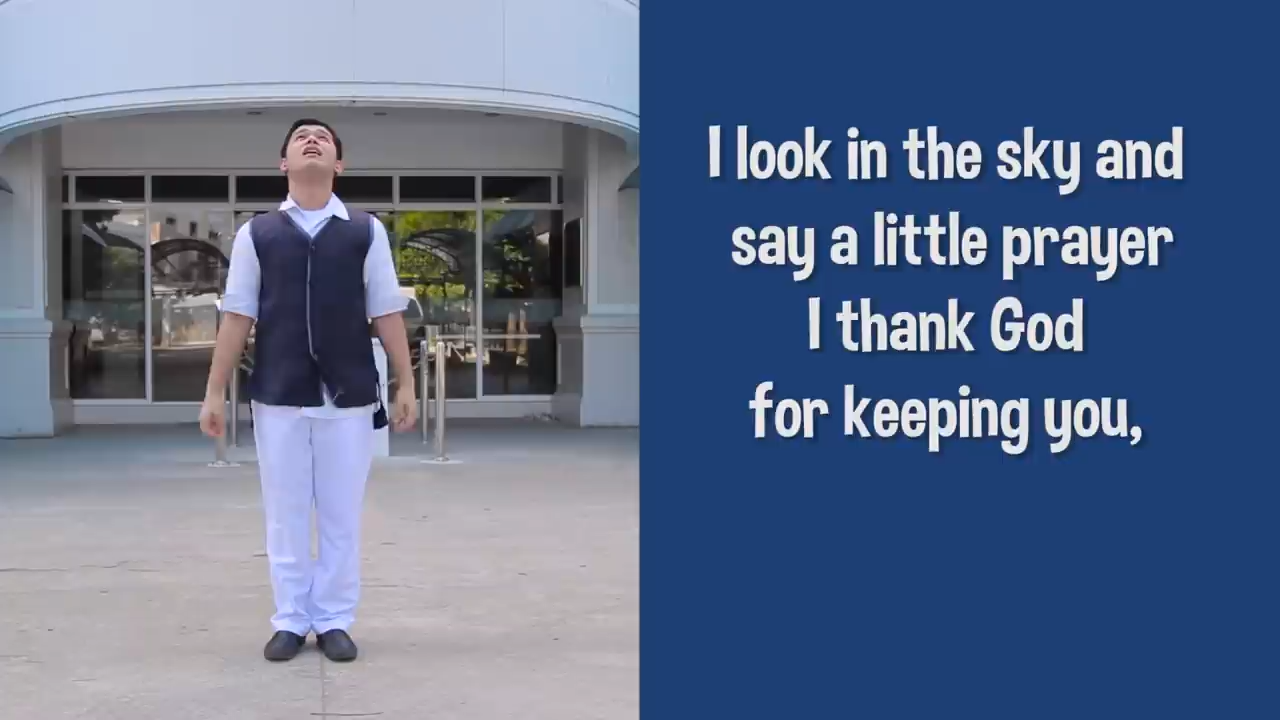 I look in the sky and
say a little prayer
I thank God
for keeping you,